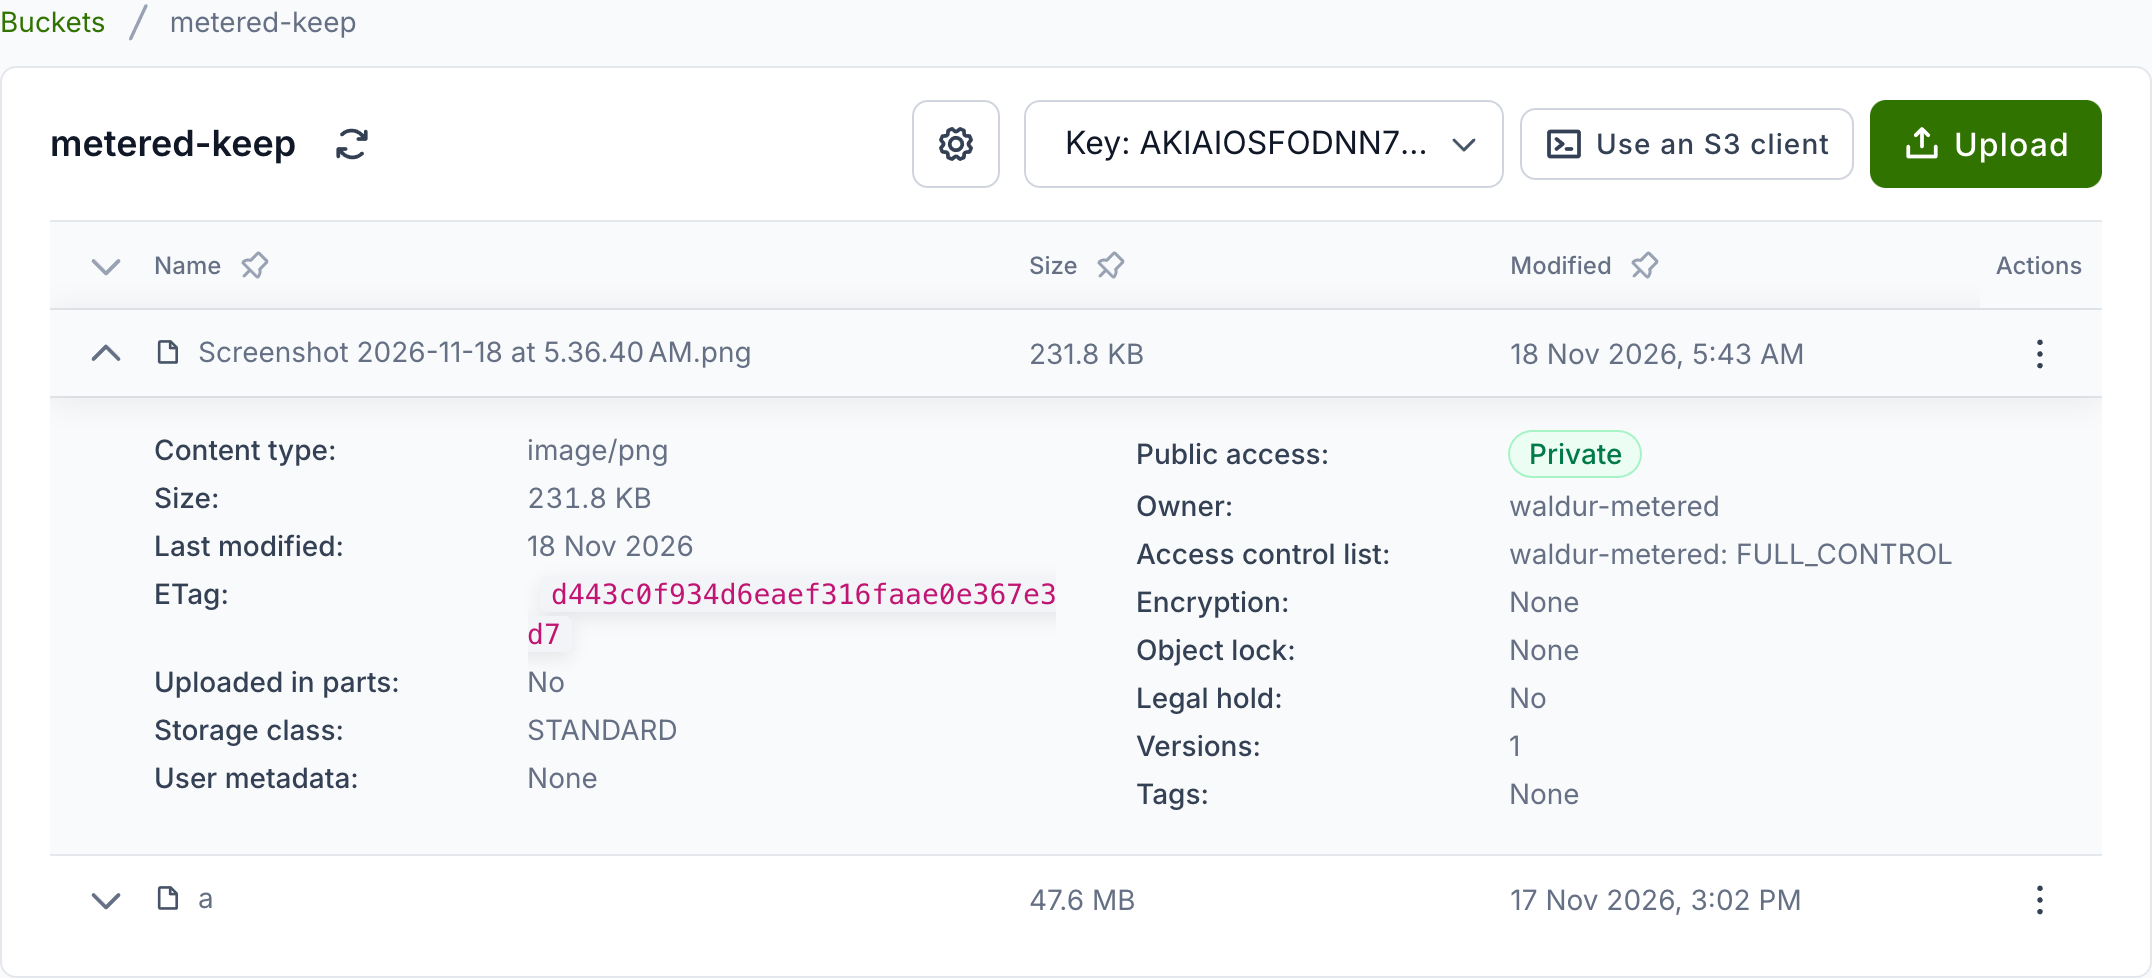 Buckets / metered-keep
metered-keep
Key: AKIAIOSFODNN7...
Use an S3 client
Upload
Name Size Modified Actions
Screenshot 2026-11-18 at 5.36.40 AM.png 231.8 KB 18 Nov 2026, 5:43 AM
Content type: image/png
Size: 231.8 KB
Last modified: 18 Nov 2026
ETag: d443c0f934d6eaef316faae0e367e3
d7
Uploaded in parts: No
Storage class: STANDARD
User metadata: None
Public access: Private
Owner: waldur-metered
Access control list: waldur-metered: FULL_CONTROL
Encryption: None
Object lock: None
Legal hold: No
Versions: 1
Tags: None
a 47.6 MB 17 Nov 2026, 3:02 PM